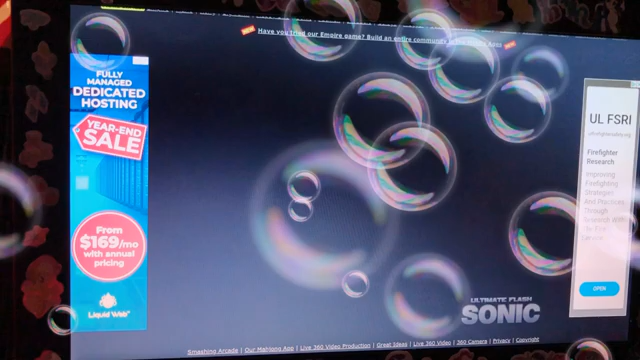 NEW Have you tried our Empire game? Build an entire community NEW
FULLY
MANAGED
DEDICATED
HOSTING
YEAR-END
SALE
From
$169/mo
with annual
pricing
Liquid Web
UL FSRI
Firefighter
Research
Improving
Firefighting
Strategies
And Practices
Through
OPEN
ULTIMATE FLASH
SONIC
Smashing Arcade | Our Mahjong App | Live 360 Video Production | Great Ideas | Live 360 Video | 360 Camera | Privacy | Copyright